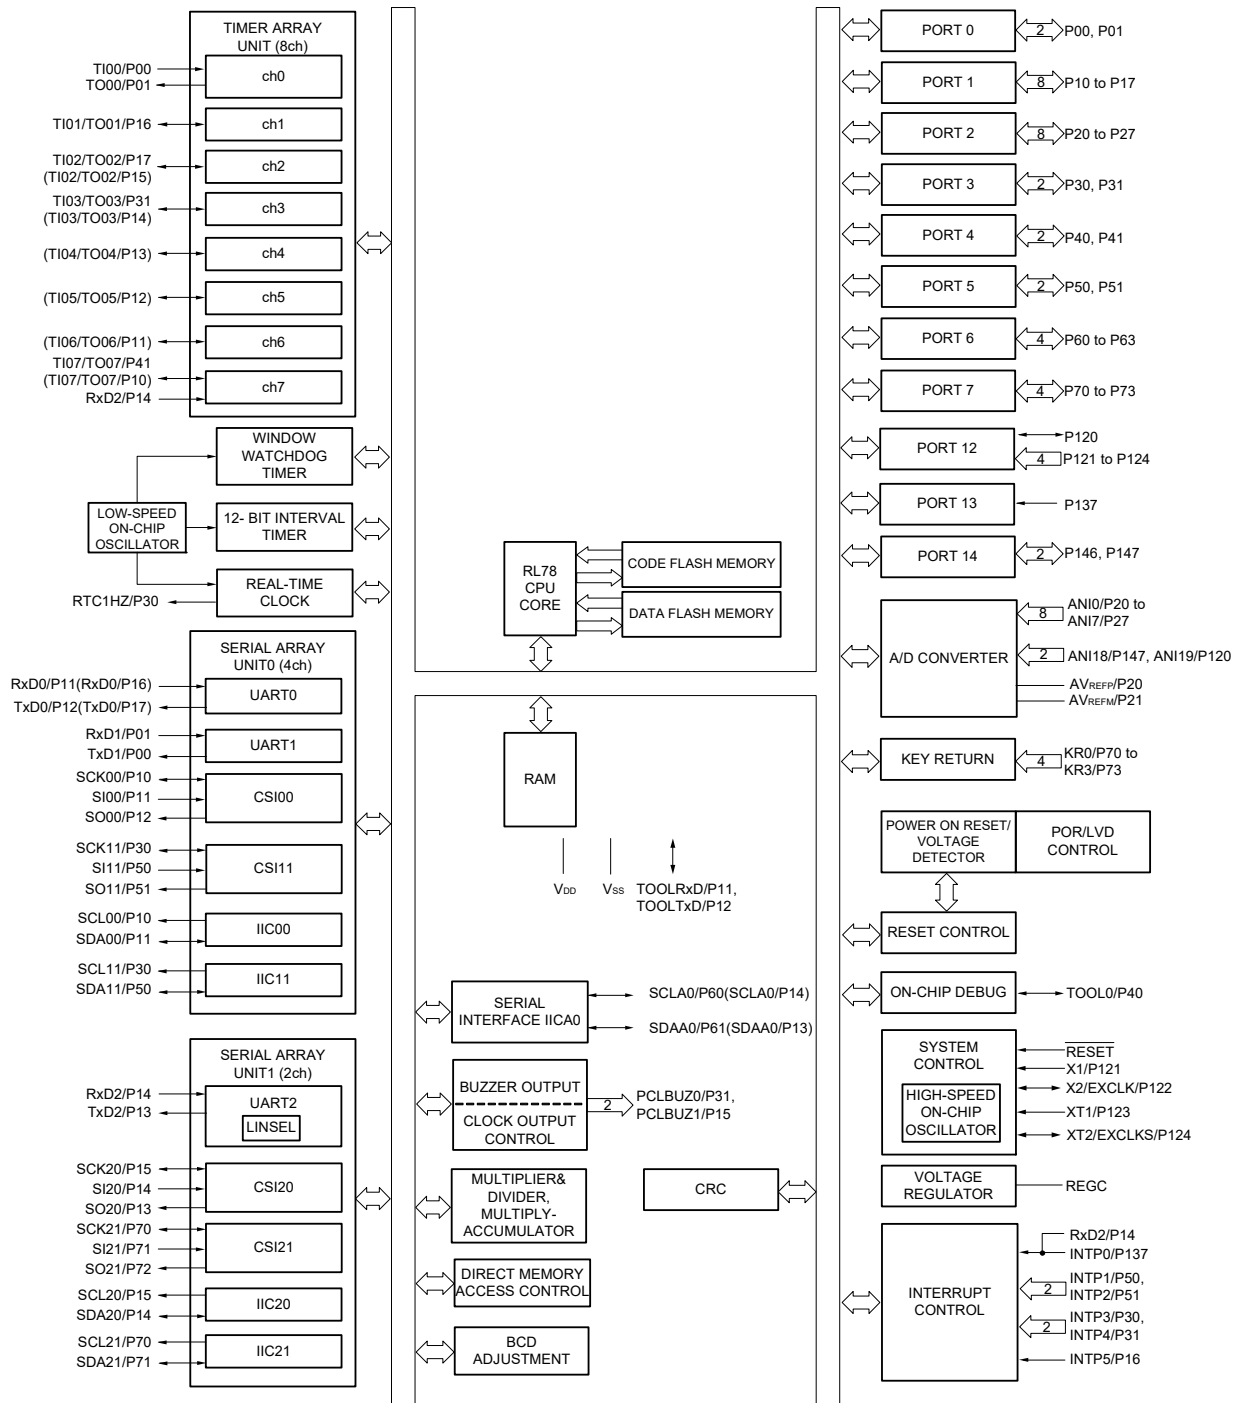 TIMER ARRAY
UNIT (8ch)
TI00/P00
TO00/P01
ch0
TI01/TO01/P16
ch1
TI02/TO02/P17
(TI02/TO02/P15)
ch2
TI03/TO03/P31
(TI03/TO03/P14)
ch3
(TI04/TO04/P13)
ch4
(TI05/TO05/P12)
ch5
(TI06/TO06/P11)
ch6
TI07/TO07/P41
(TI07/TO07/P10)
RxD2/P14
ch7
WINDOW
WATCHDOG
TIMER
LOW-SPEED
ON-CHIP
OSCILLATOR
12- BIT INTERVAL
TIMER
REAL-TIME
CLOCK
RTC1HZ/P30
SERIAL ARRAY
UNIT0 (4ch)
RxD0/P11(RxD0/P16)
TxD0/P12(TxD0/P17)
UART0
RxD1/P01
TxD1/P00
UART1
SCK00/P10
SI00/P11
SO00/P12
CSI00
SCK11/P30
SI11/P50
SO11/P51
CSI11
SCL00/P10
SDA00/P11
IIC00
SCL11/P30
SDA11/P50
IIC11
SERIAL ARRAY
UNIT1 (2ch)
RxD2/P14
TxD2/P13
UART2
LINSEL
SCK20/P15
SI20/P14
SO20/P13
CSI20
SCK21/P70
SI21/P71
SO21/P72
CSI21
SCL20/P15
SDA20/P14
IIC20
SCL21/P70
SDA21/P71
IIC21
RL78
CPU
CORE
CODE FLASH MEMORY
DATA FLASH MEMORY
RAM
VDD
VSS
TOOLRxD/P11,
TOOLTxD/P12
SERIAL
INTERFACE IICA0
SCLA0/P60(SCLA0/P14)
SDAA0/P61(SDAA0/P13)
BUZZER OUTPUT
CLOCK OUTPUT
CONTROL
2
PCLBUZ0/P31,
PCLBUZ1/P15
MULTIPLIER&
DIVIDER,
MULTIPLY-
ACCUMULATOR
CRC
DIRECT MEMORY
ACCESS CONTROL
BCD
ADJUSTMENT
PORT 0
2
P00, P01
PORT 1
8
P10 to P17
PORT 2
8
P20 to P27
PORT 3
2
P30, P31
PORT 4
2
P40, P41
PORT 5
2
P50, P51
PORT 6
4
P60 to P63
PORT 7
4
P70 to P73
PORT 12
P120
4
P121 to P124
PORT 13
P137
PORT 14
2
P146, P147
A/D CONVERTER
8
ANI0/P20 to
ANI7/P27
2
ANI18/P147, ANI19/P120
AVREFP/P20
AVREFM/P21
KEY RETURN
4
KR0/P70 to
KR3/P73
POWER ON RESET/
VOLTAGE
DETECTOR
POR/LVD
CONTROL
RESET CONTROL
ON-CHIP DEBUG
TOOL0/P40
SYSTEM
CONTROL
HIGH-SPEED
ON-CHIP
OSCILLATOR
RESET
X1/P121
X2/EXCLK/P122
XT1/P123
XT2/EXCLKS/P124
VOLTAGE
REGULATOR
REGC
INTERRUPT
CONTROL
RxD2/P14
INTP0/P137
2
INTP1/P50,
INTP2/P51
2
INTP3/P30,
INTP4/P31
INTP5/P16